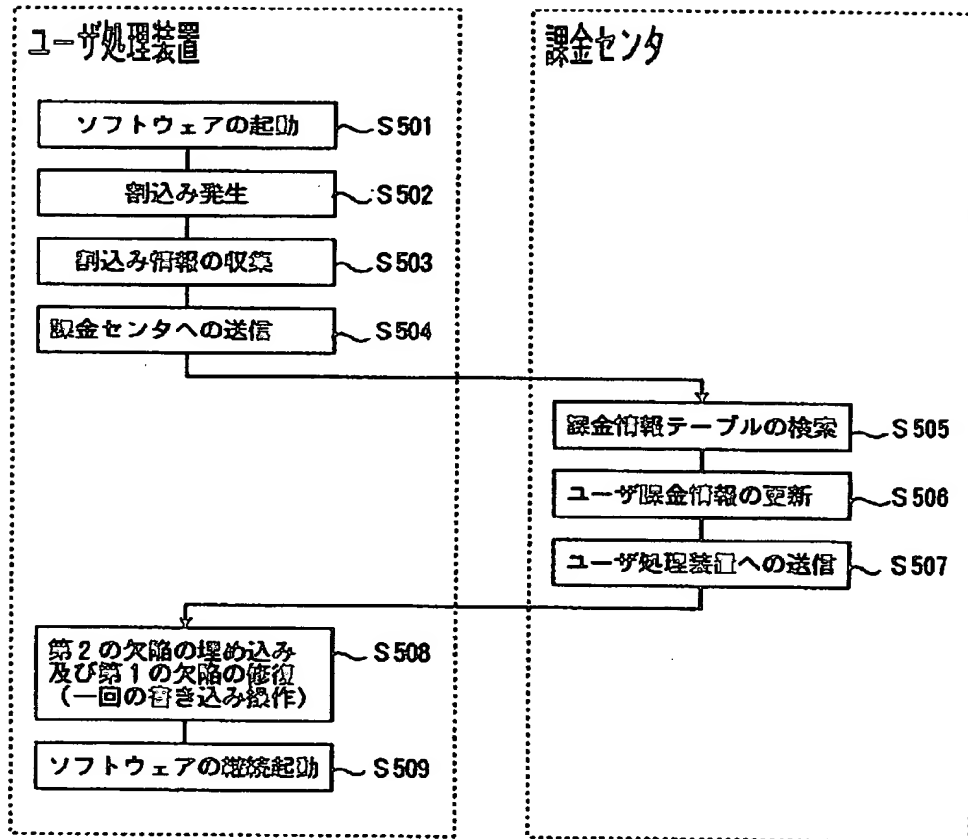 ユーザ処理装置
課金センタ
ソフトウェアの起動
S501
割込み発生
S502
割込み情報の収集
S503
課金センタへの送信
S504
課金情報テーブルの検索
S505
ユーザ課金情報の更新
S506
ユーザ処理装置への送信
S507
第2の欠陥の埋め込み
及び第1の欠陥の修復
(一回の書き込み操作)
S508
ソフトウェアの継続起動
S509